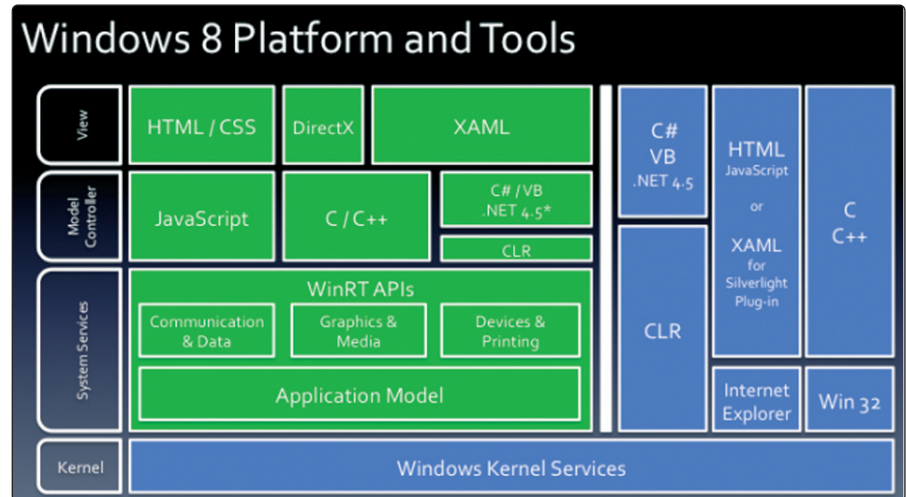 Windows 8 Platform and Tools
View
HTML / CSS
DirectX
XAML
C#
VB
.NET 4.5
HTML
JavaScript
or
XAML
for
Silverlight
Plug-in
C
C++
Model
Controller
JavaScript
C / C++
C# / VB
.NET 4.5*
CLR
System Services
WinRT APIs
Communication
& Data
Graphics &
Media
Devices &
Printing
Application Model
CLR
Internet
Explorer
Win 32
Kernel
Windows Kernel Services